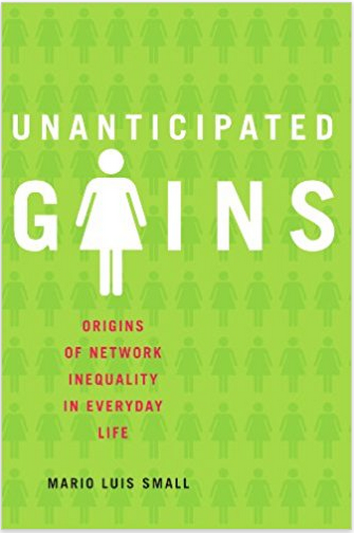 UNANTICIPATED
GAINS
ORIGINS
OF NETWORK
INEQUALITY
IN EVERYDAY
LIFE
MARIO LUIS SMALL